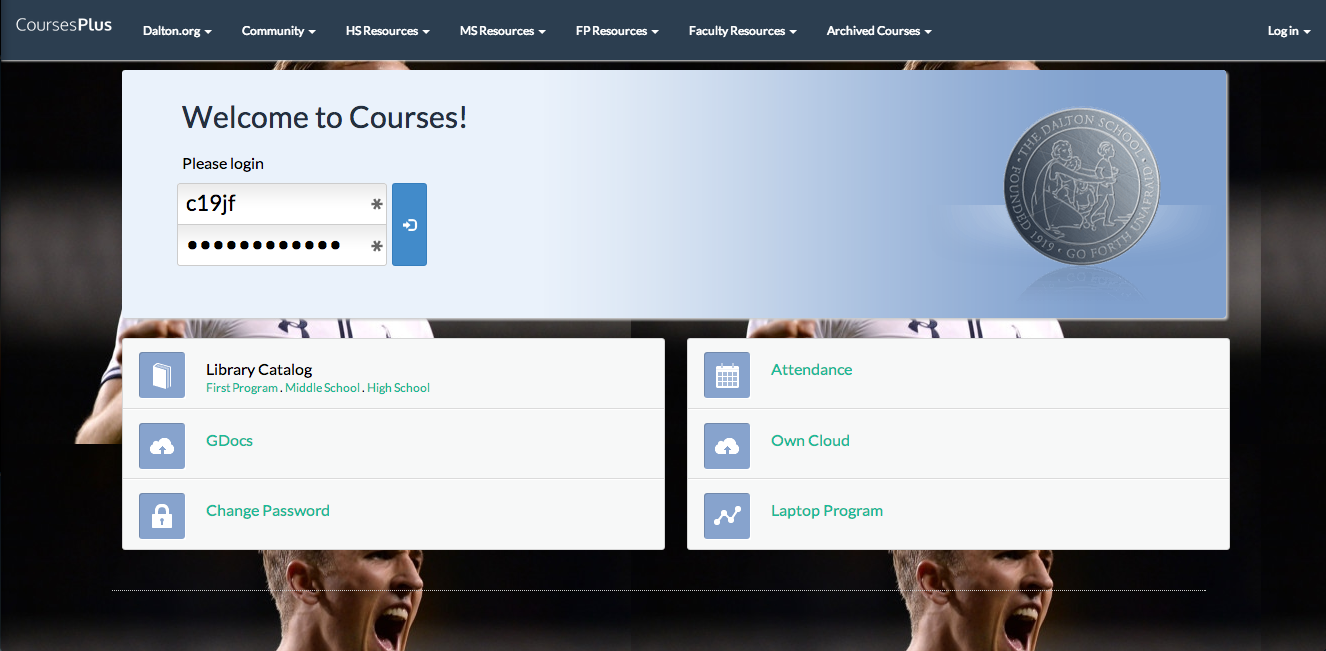 CoursesPlus Dalton.org Community HS Resources MS Resources FP Resources Faculty Resources Archived Courses Log in
Welcome to Courses!
Please login
c19jf
THE DALTON SCHOOL · FOUNDED 1919 · GO FORTH UNAFRAID
Library Catalog
First Program . Middle School . High School
Attendance
GDocs
Own Cloud
Change Password
Laptop Program